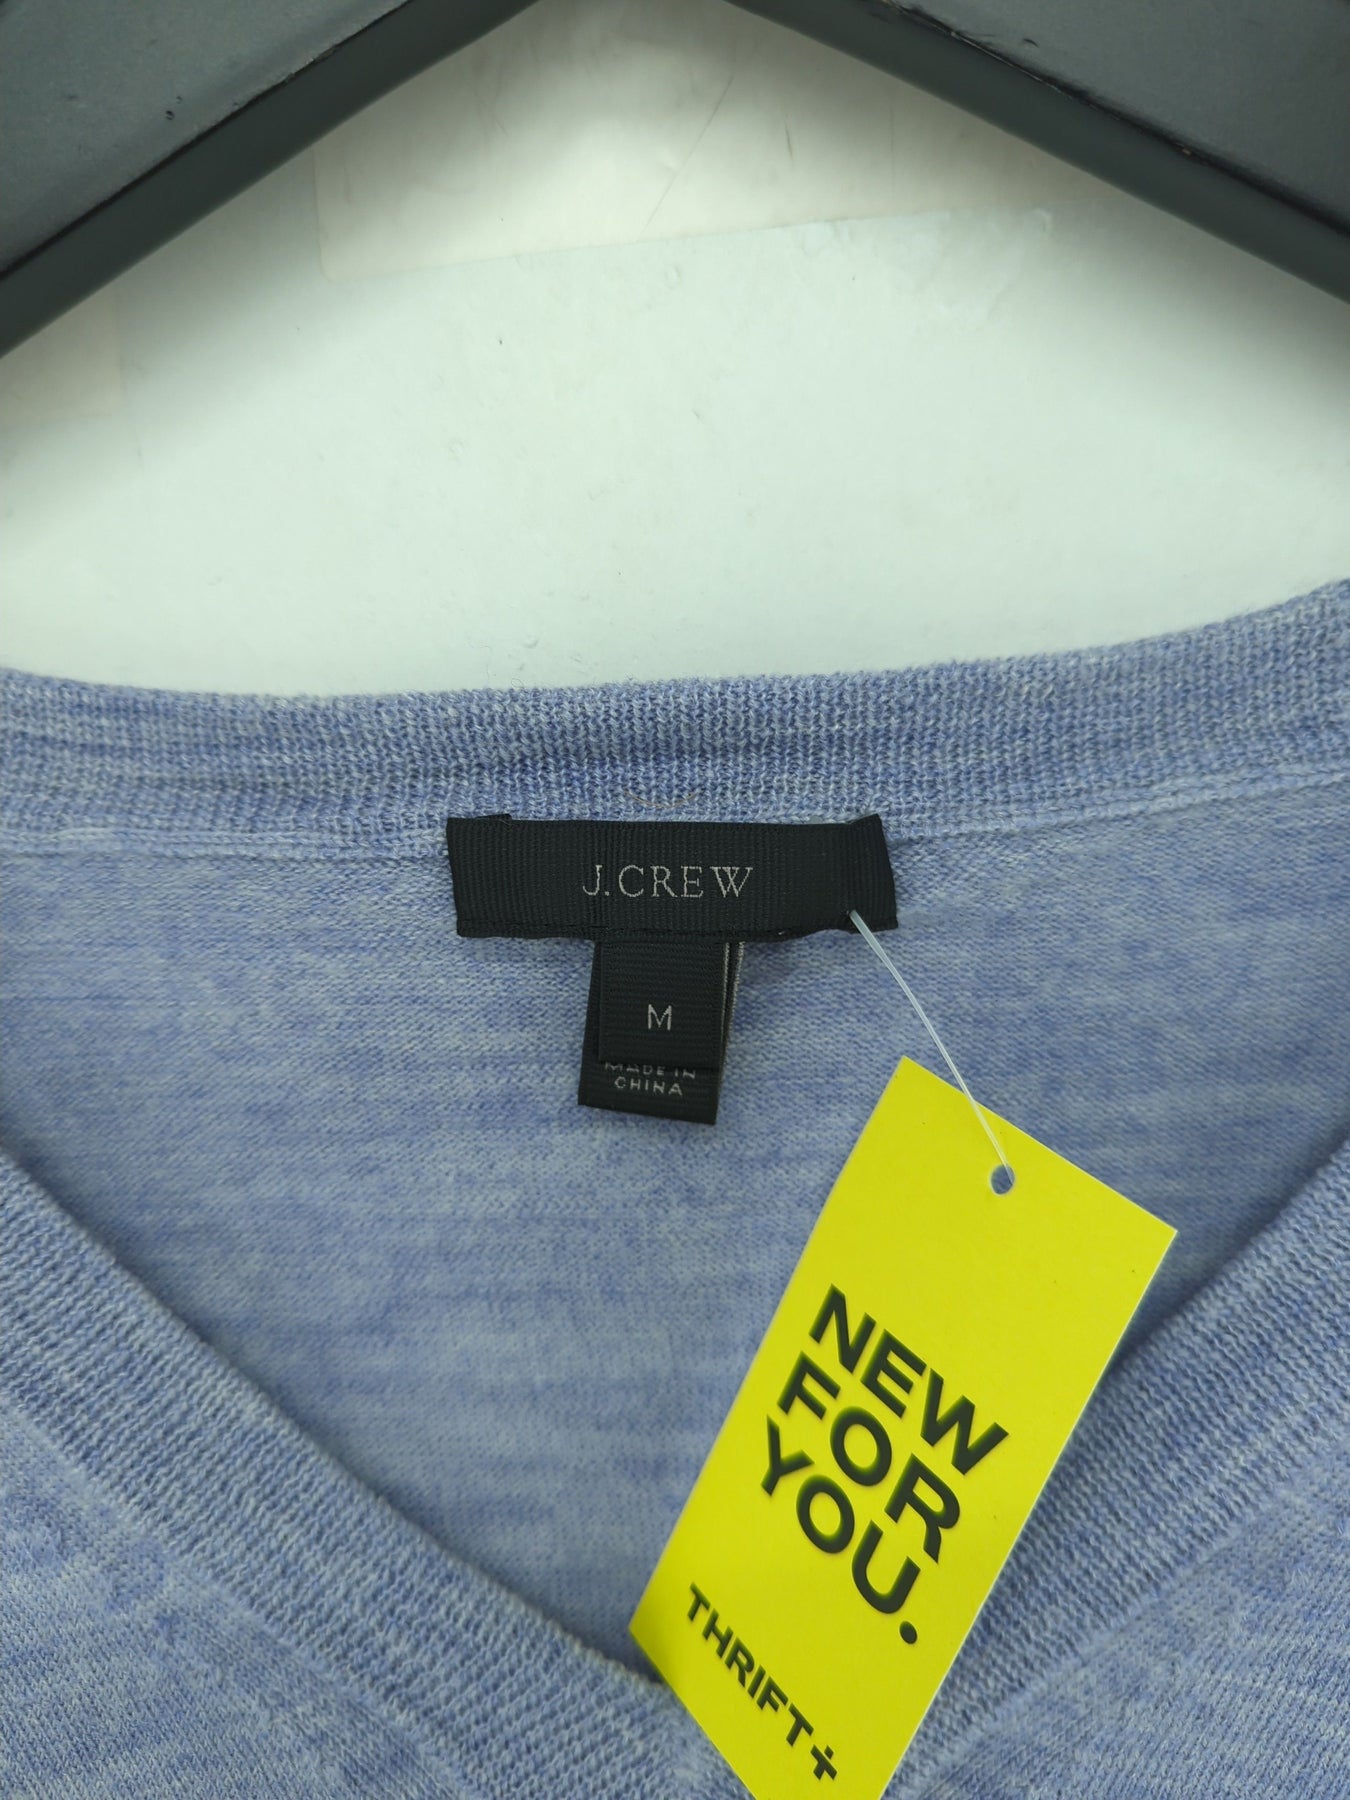 J.CREW
M
MADE IN
CHINA
NEW
FOR
YOU.
THRIFT+